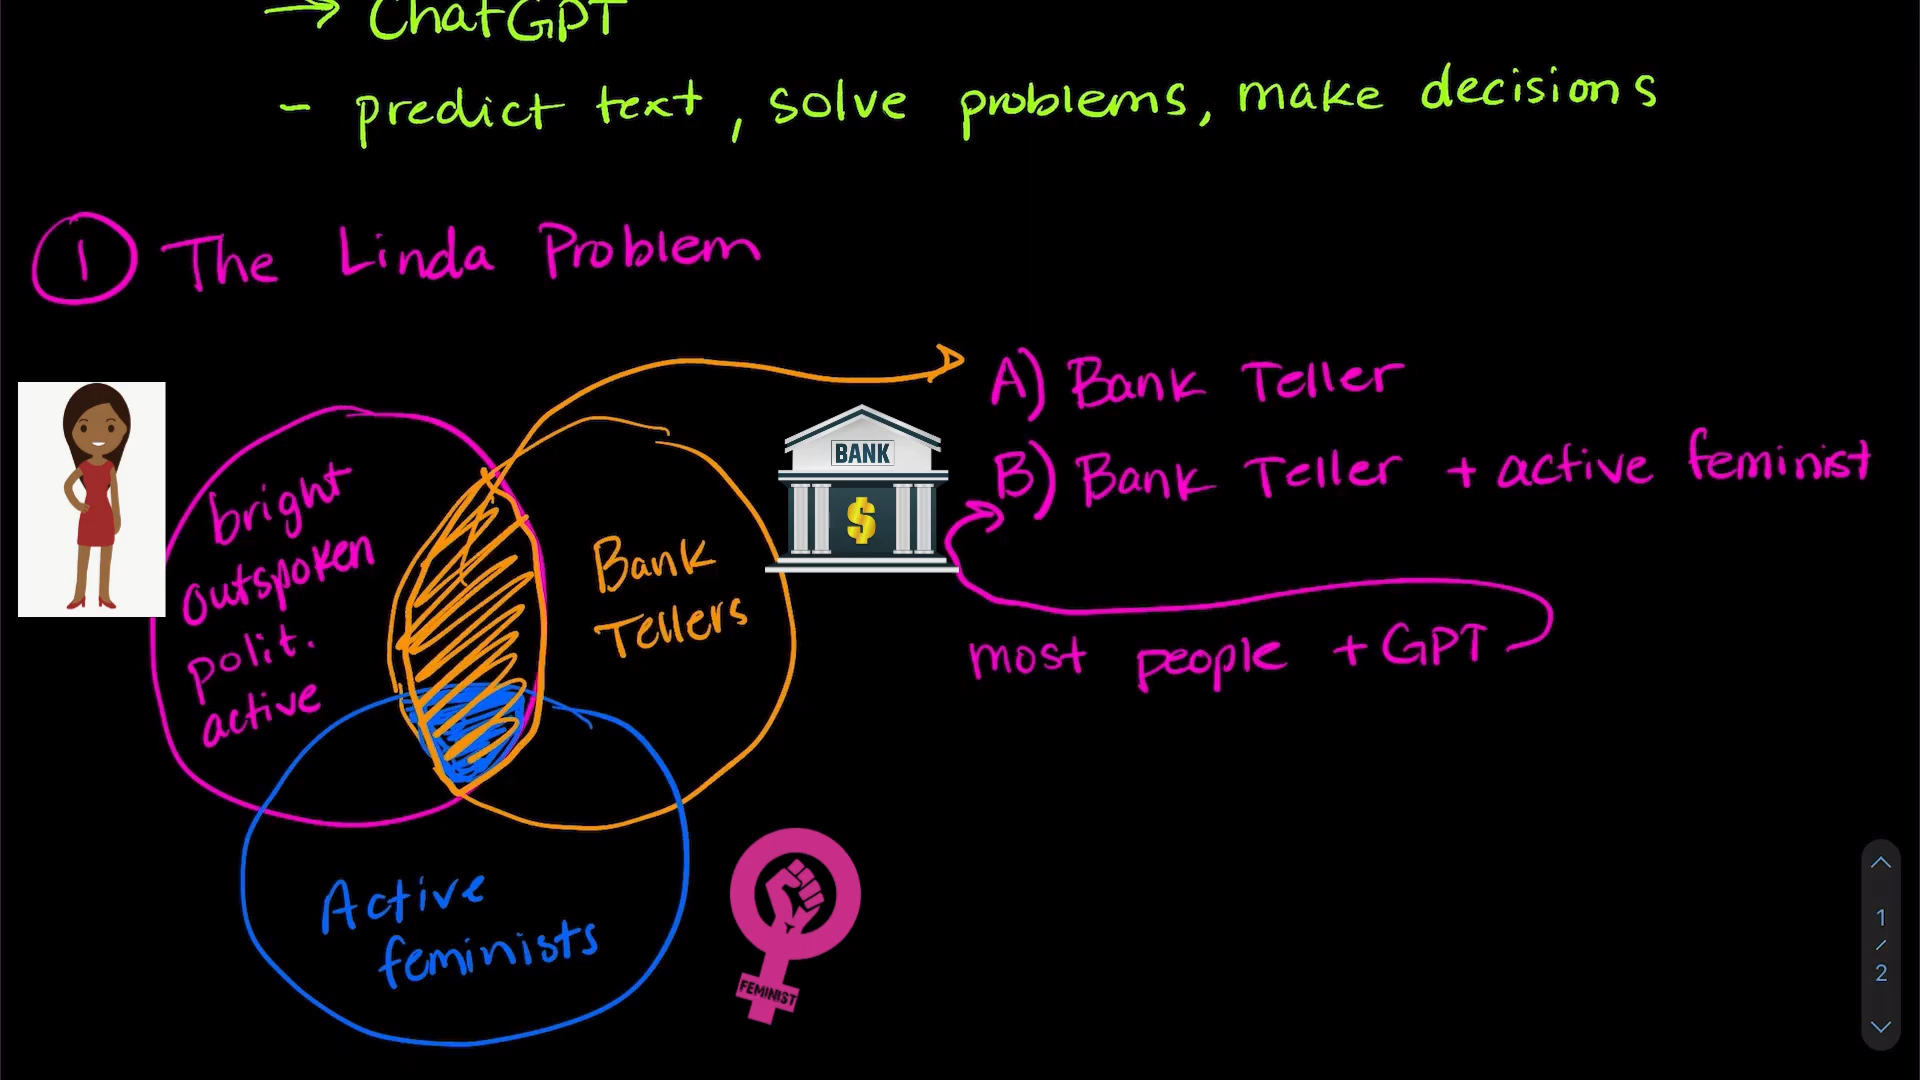 → ChatGPT
- predict text, solve problems, make decisions
1 The Linda Problem
A) Bank Teller
B) Bank Teller + active feminist
most people + GPT
bright
outspoken
polit.
active
Bank
Tellers
BANK
$
Active
feminists
FEMINIST
1
/
2